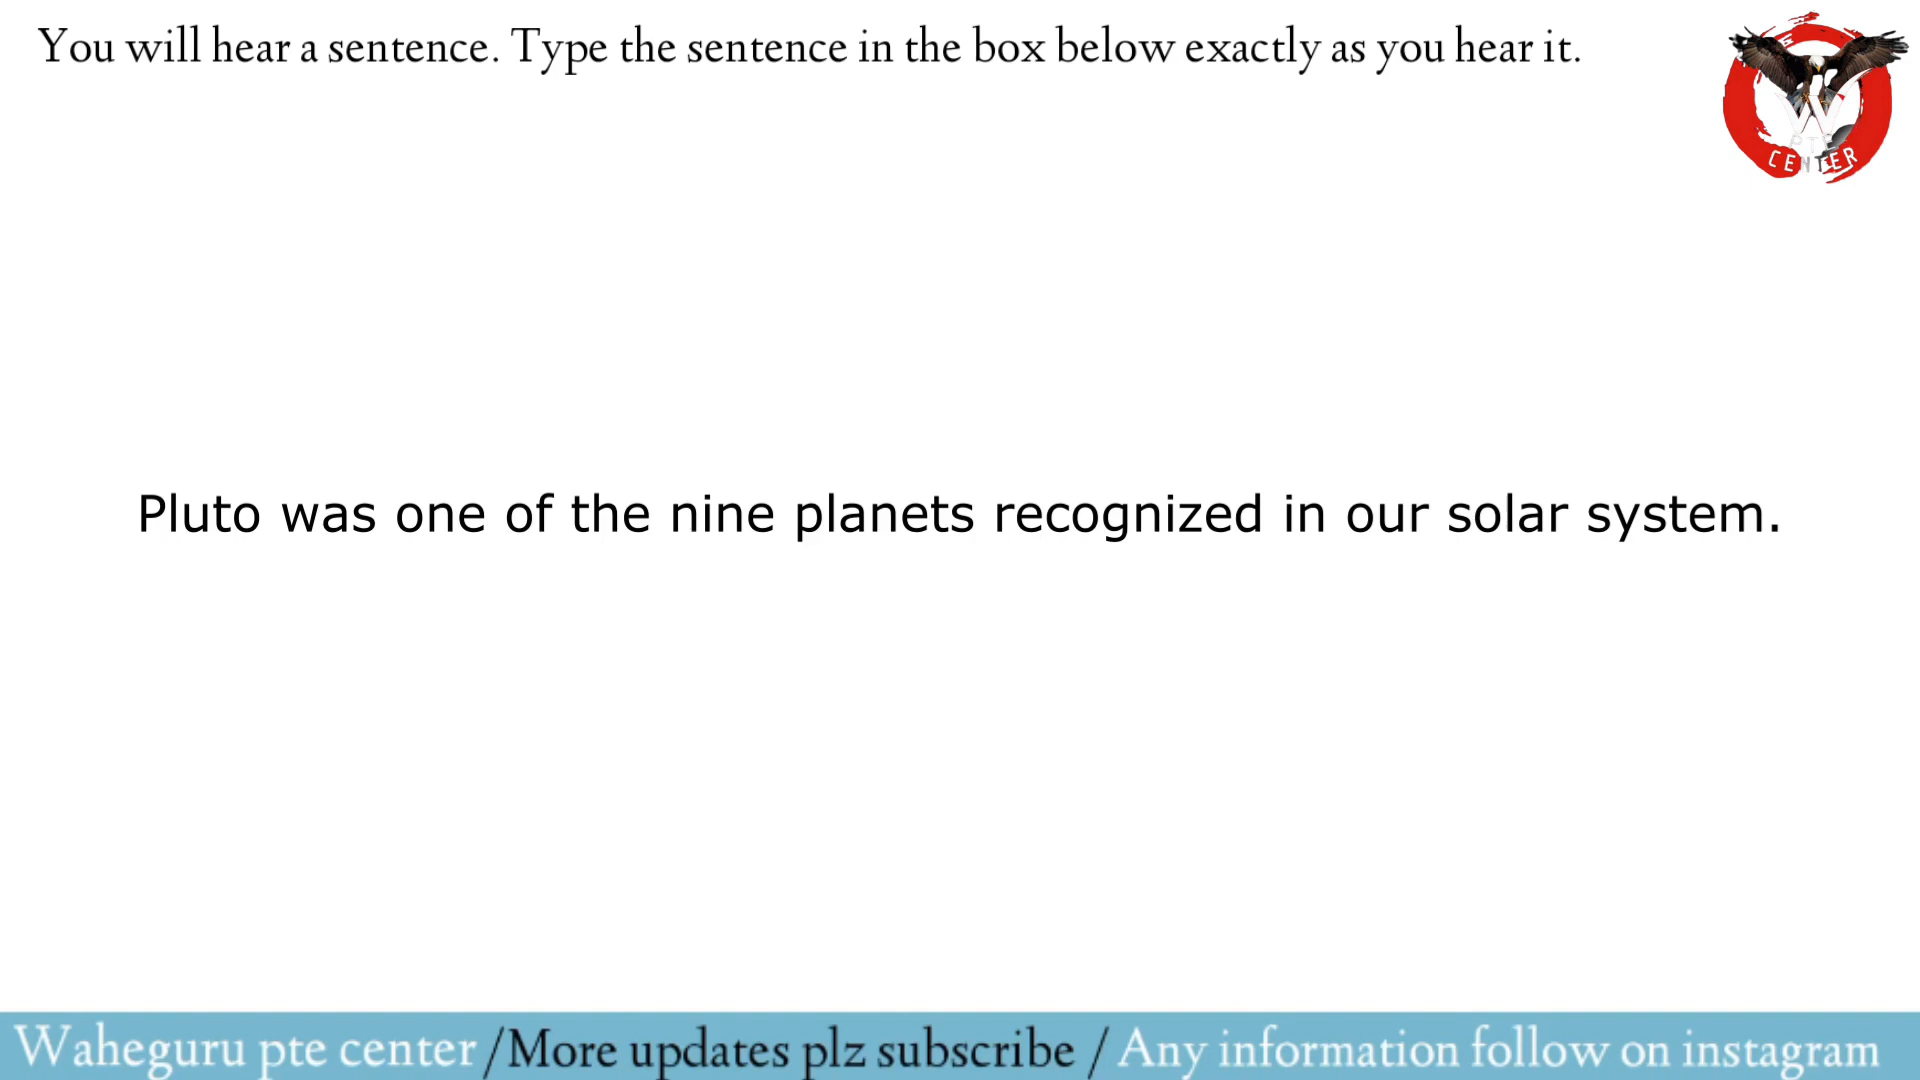 You will hear a sentence. Type the sentence in the box below exactly as you hear it.
W
PTE
CENTER
Pluto was one of the nine planets recognized in our solar system.
Waheguru pte center /More updates plz subscribe / Any information follow on instagram